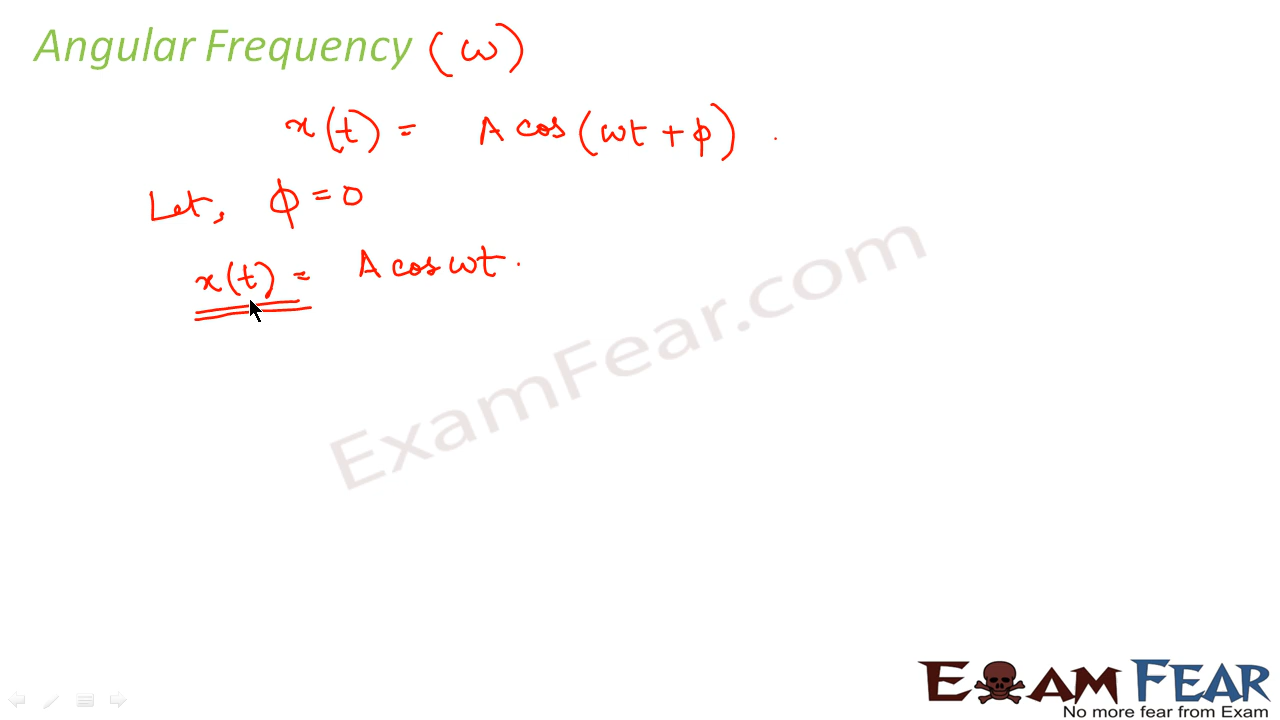 Angular Frequency (ω)
x(t) = A cos (ωt + ϕ) .
Let, ϕ = 0
x(t) = A cos ωt .
ExamFear.com
EXAM FEAR
No more fear from Exam